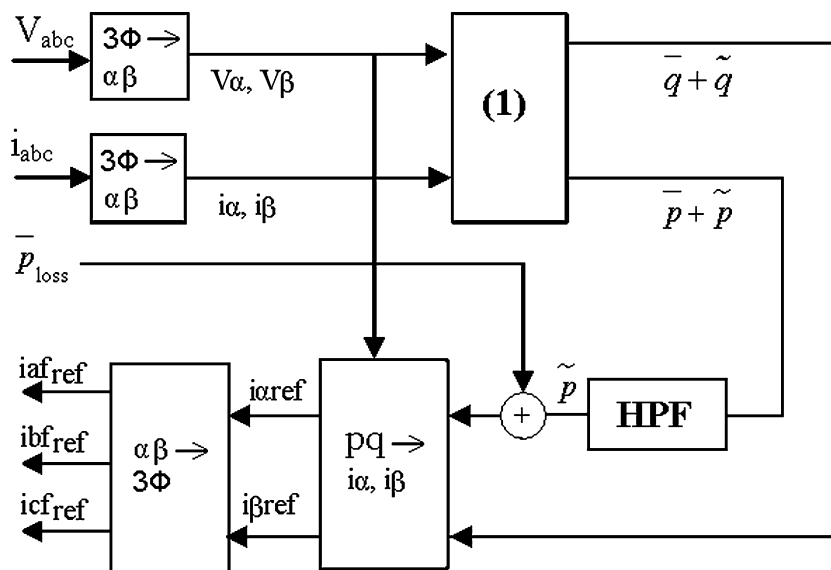 Vabc
3Φ →
αβ
Vα, Vβ
(1)
q̄ + q̃
iabc
3Φ →
αβ
iα, iβ
p̄ + p̃
p̄loss
iafref
ibfref
icfref
αβ →
3Φ
iαref
iβref
pq →
iα, iβ
+
p̃
HPF